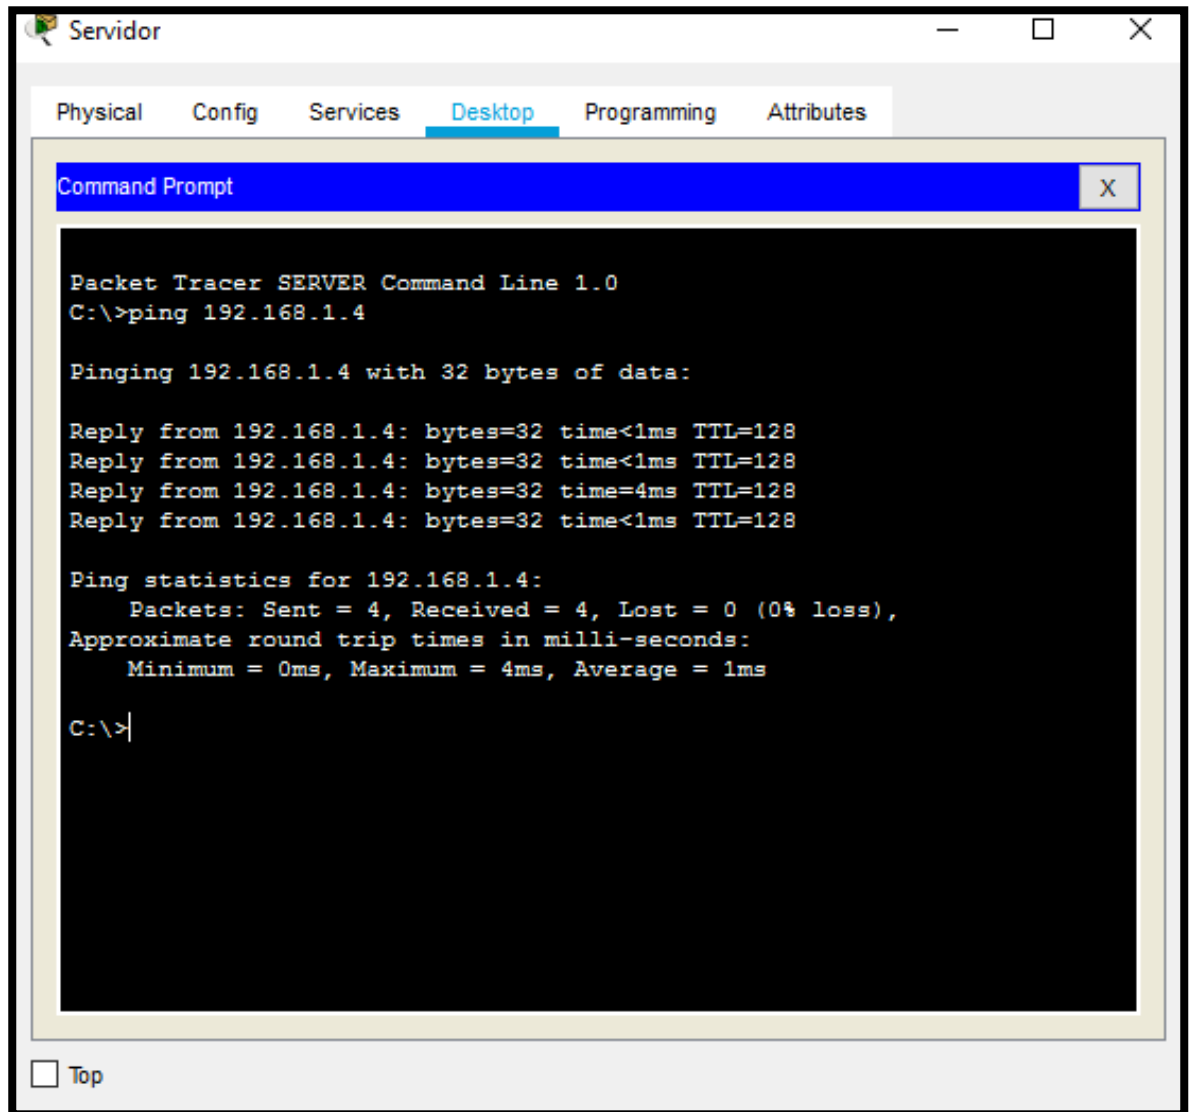 Servidor
Physical Config Services Desktop Programming Attributes
Command Prompt X
Packet Tracer SERVER Command Line 1.0
C:\>ping 192.168.1.4
Pinging 192.168.1.4 with 32 bytes of data:
Reply from 192.168.1.4: bytes=32 time<1ms TTL=128
Reply from 192.168.1.4: bytes=32 time<1ms TTL=128
Reply from 192.168.1.4: bytes=32 time=4ms TTL=128
Reply from 192.168.1.4: bytes=32 time<1ms TTL=128
Ping statistics for 192.168.1.4:
Packets: Sent = 4, Received = 4, Lost = 0 (0% loss),
Approximate round trip times in milli-seconds:
Minimum = 0ms, Maximum = 4ms, Average = 1ms
C:\>
Top